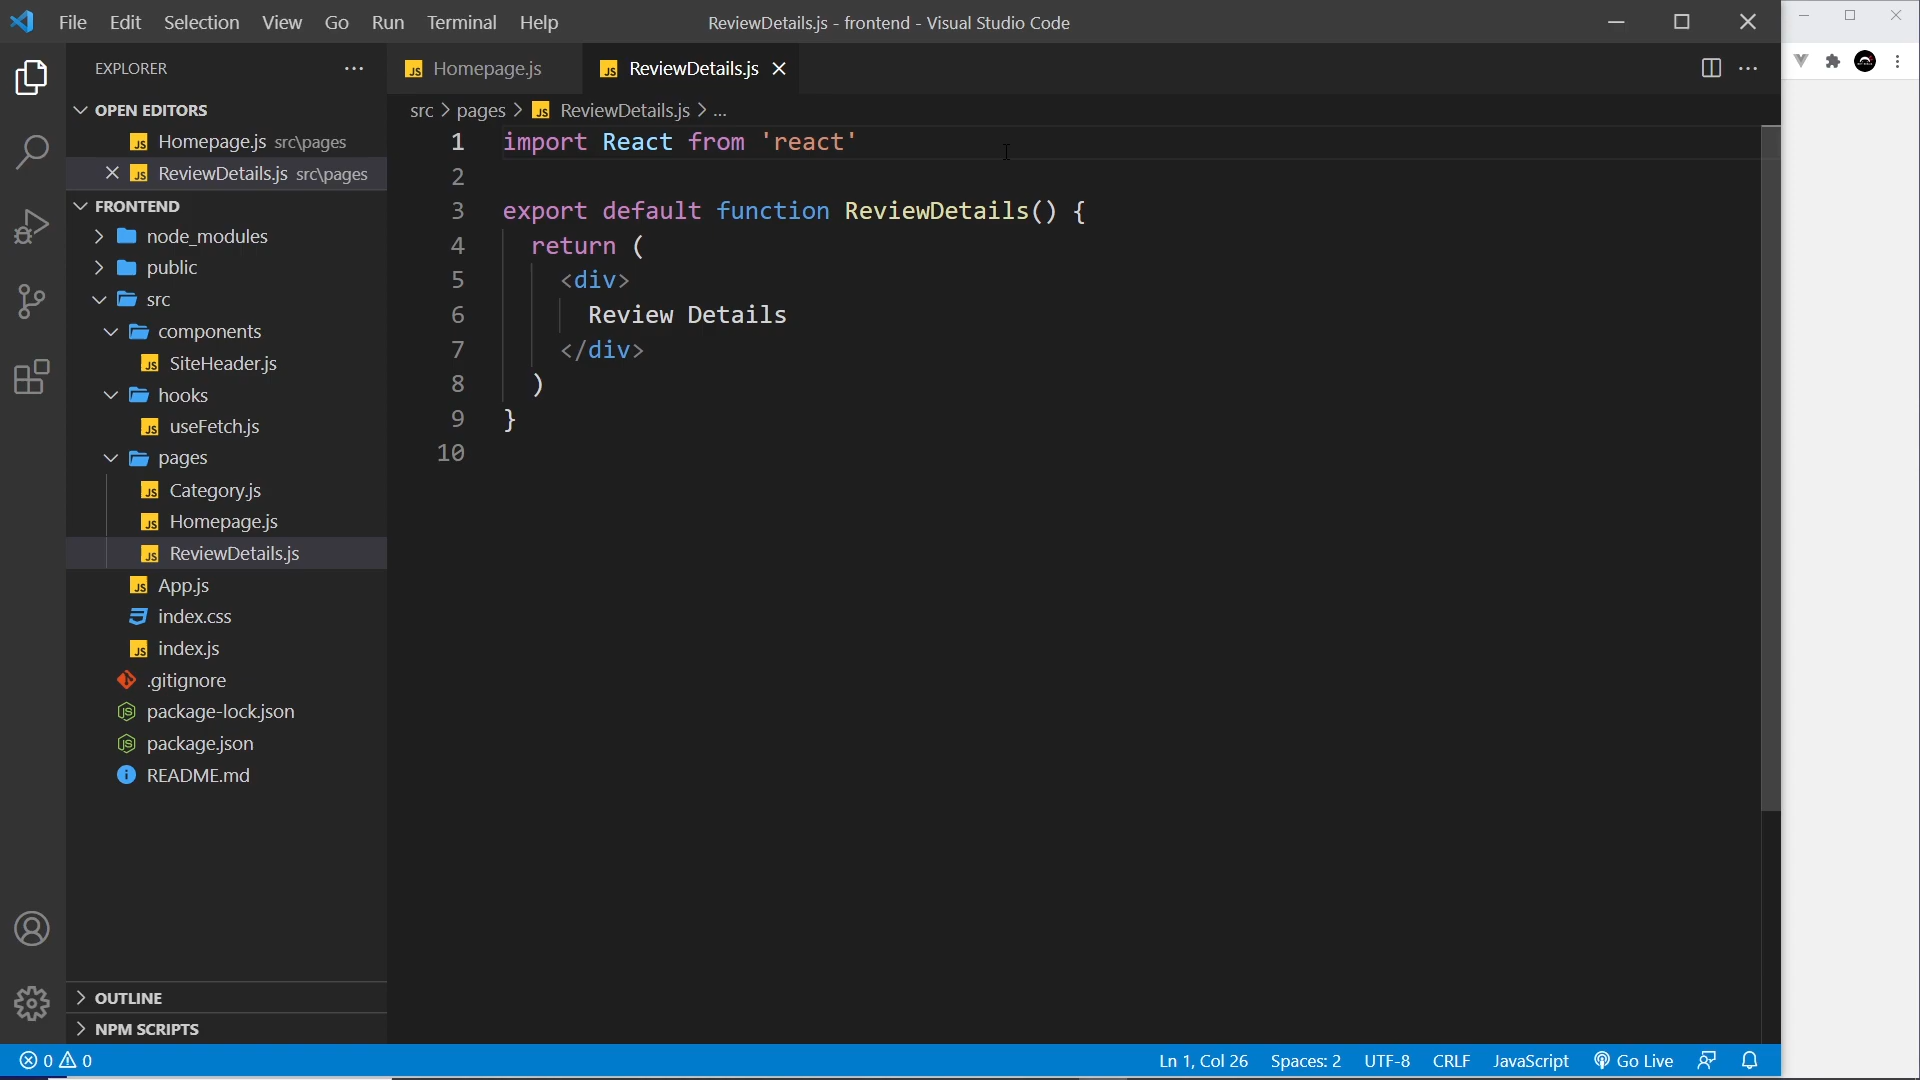 File Edit Selection View Go Run Terminal Help
ReviewDetails.js - frontend - Visual Studio Code
EXPLORER
OPEN EDITORS
Homepage.js src\pages
ReviewDetails.js src\pages
FRONTEND
node_modules
public
src
components
SiteHeader.js
hooks
useFetch.js
pages
Category.js
Homepage.js
ReviewDetails.js
App.js
index.css
index.js
.gitignore
package-lock.json
package.json
README.md
OUTLINE
NPM SCRIPTS
Homepage.js
ReviewDetails.js
src > pages > ReviewDetails.js > ...
1 import React from 'react'
2
3 export default function ReviewDetails() {
4 return (
5 <div>
6 Review Details
7 </div>
8 )
9 }
10
0 0
Ln 1, Col 26 Spaces: 2 UTF-8 CRLF JavaScript Go Live